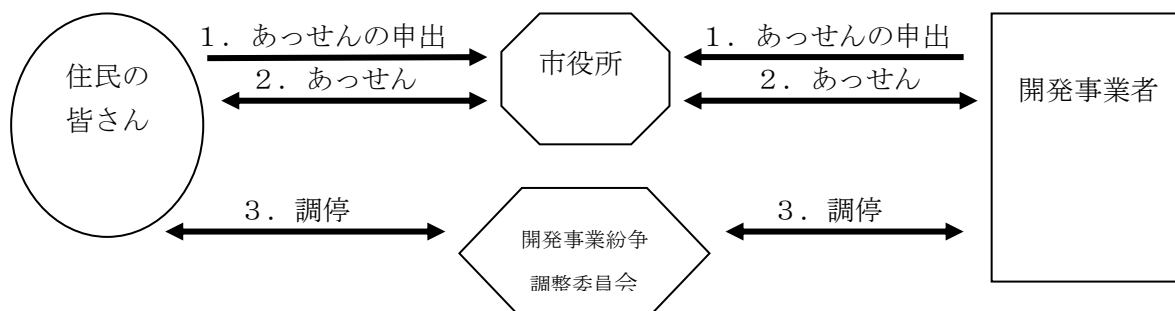 住民の
皆さん
１．あっせんの申出
２．あっせん
市役所
１．あっせんの申出
２．あっせん
開発事業者
３．調停
開発事業紛争
調整委員会
３．調停